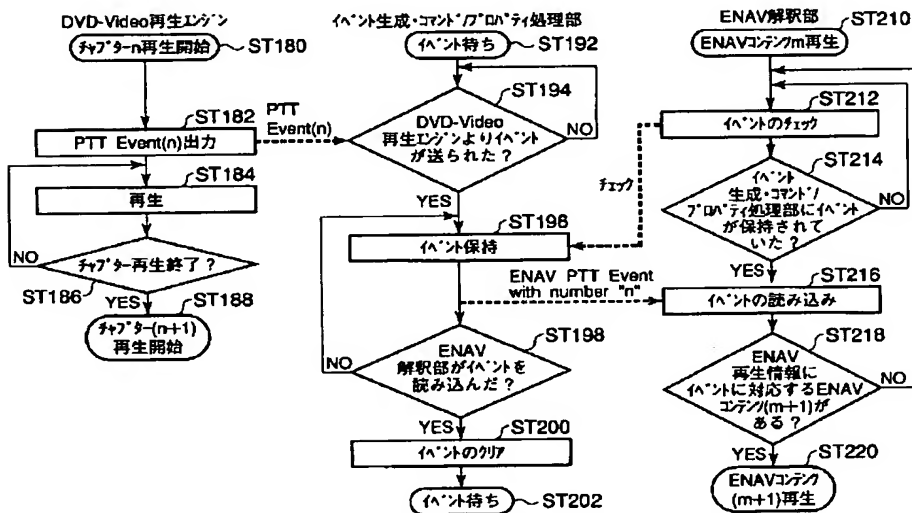 DVD-Video再生エンジン
チャプターn再生開始
ST180
ST182
PTT Event(n)出力
PTT
Event(n)
ST184
再生
NO
チャプター再生終了？
ST186
YES
ST188
チャプター(n+1)
再生開始
イベント生成・コマンド/プロパティ処理部
イベント待ち
ST192
ST194
DVD-Video
再生エンジンよりイベント
が送られた？
NO
YES
ST196
イベント保持
チェック
ENAV PTT Event
with number "n"
ST198
ENAV
解釈部がイベントを
読み込んだ？
NO
YES
ST200
イベントのクリア
イベント待ち
ST202
ENAV解釈部
ST210
ENAVコンテンツm再生
ST212
イベントのチェック
ST214
イベント
生成・コマンド/
プロパティ処理部にイベント
が保持されて
いた？
NO
YES
ST216
イベントの読み込み
ST218
ENAV
再生情報に
イベントに対応するENAV
コンテンツ(m+1)が
ある？
NO
YES
ST220
ENAVコンテンツ
(m+1)再生